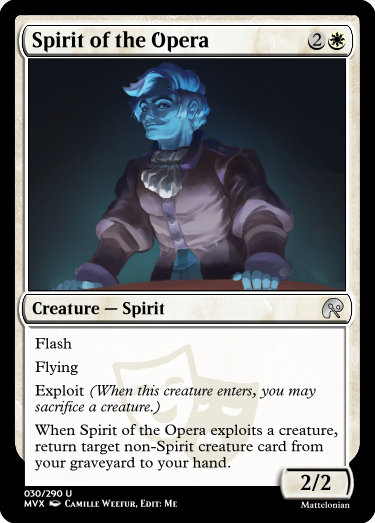 Spirit of the Opera 2
Creature — Spirit
Flash
Flying
Exploit (When this creature enters, you may
sacrifice a creature.)
When Spirit of the Opera exploits a creature,
return target non-Spirit creature card from
your graveyard to your hand.
2/2
030/290 U
MVX Camille Weefur, Edit: Me
Mattelonian